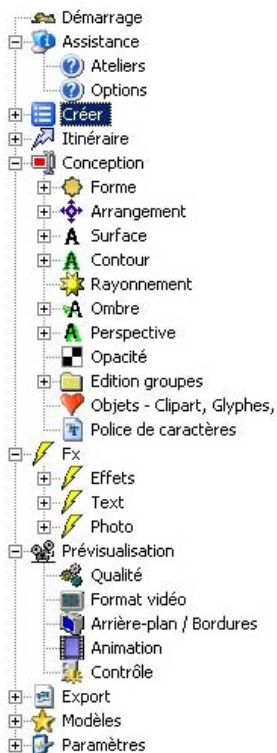 Démarrage
Assistance
Ateliers
Options
Créer
Itinéraire
Conception
Forme
Arrangement
Surface
Contour
Rayonnement
Ombre
Perspective
Opacité
Edition groupes
Objets - Clipart, Glyphes,
Police de caractères
Fx
Effets
Text
Photo
Prévisualisation
Qualité
Format vidéo
Arrière-plan / Bordures
Animation
Contrôle
Export
Modèles
Paramètres